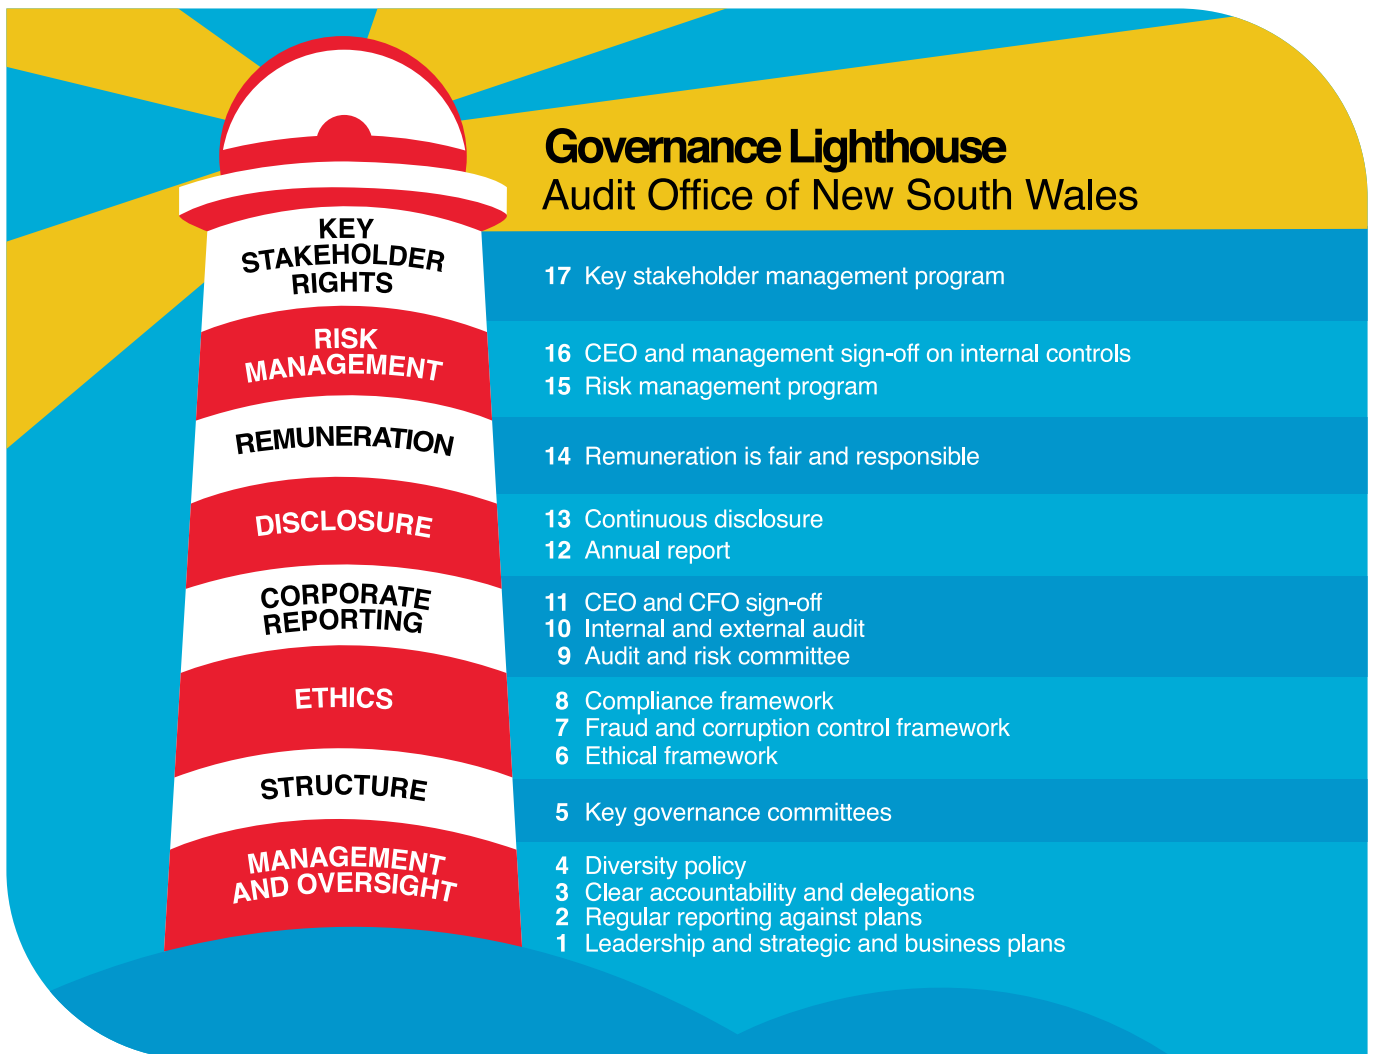 Governance Lighthouse
Audit Office of New South Wales
KEY
STAKEHOLDER
RIGHTS
17 Key stakeholder management program
RISK
MANAGEMENT
16 CEO and management sign-off on internal controls
15 Risk management program
REMUNERATION
14 Remuneration is fair and responsible
DISCLOSURE
13 Continuous disclosure
12 Annual report
CORPORATE
REPORTING
11 CEO and CFO sign-off
10 Internal and external audit
9 Audit and risk committee
ETHICS
8 Compliance framework
7 Fraud and corruption control framework
6 Ethical framework
STRUCTURE
5 Key governance committees
MANAGEMENT
AND OVERSIGHT
4 Diversity policy
3 Clear accountability and delegations
2 Regular reporting against plans
1 Leadership and strategic and business plans